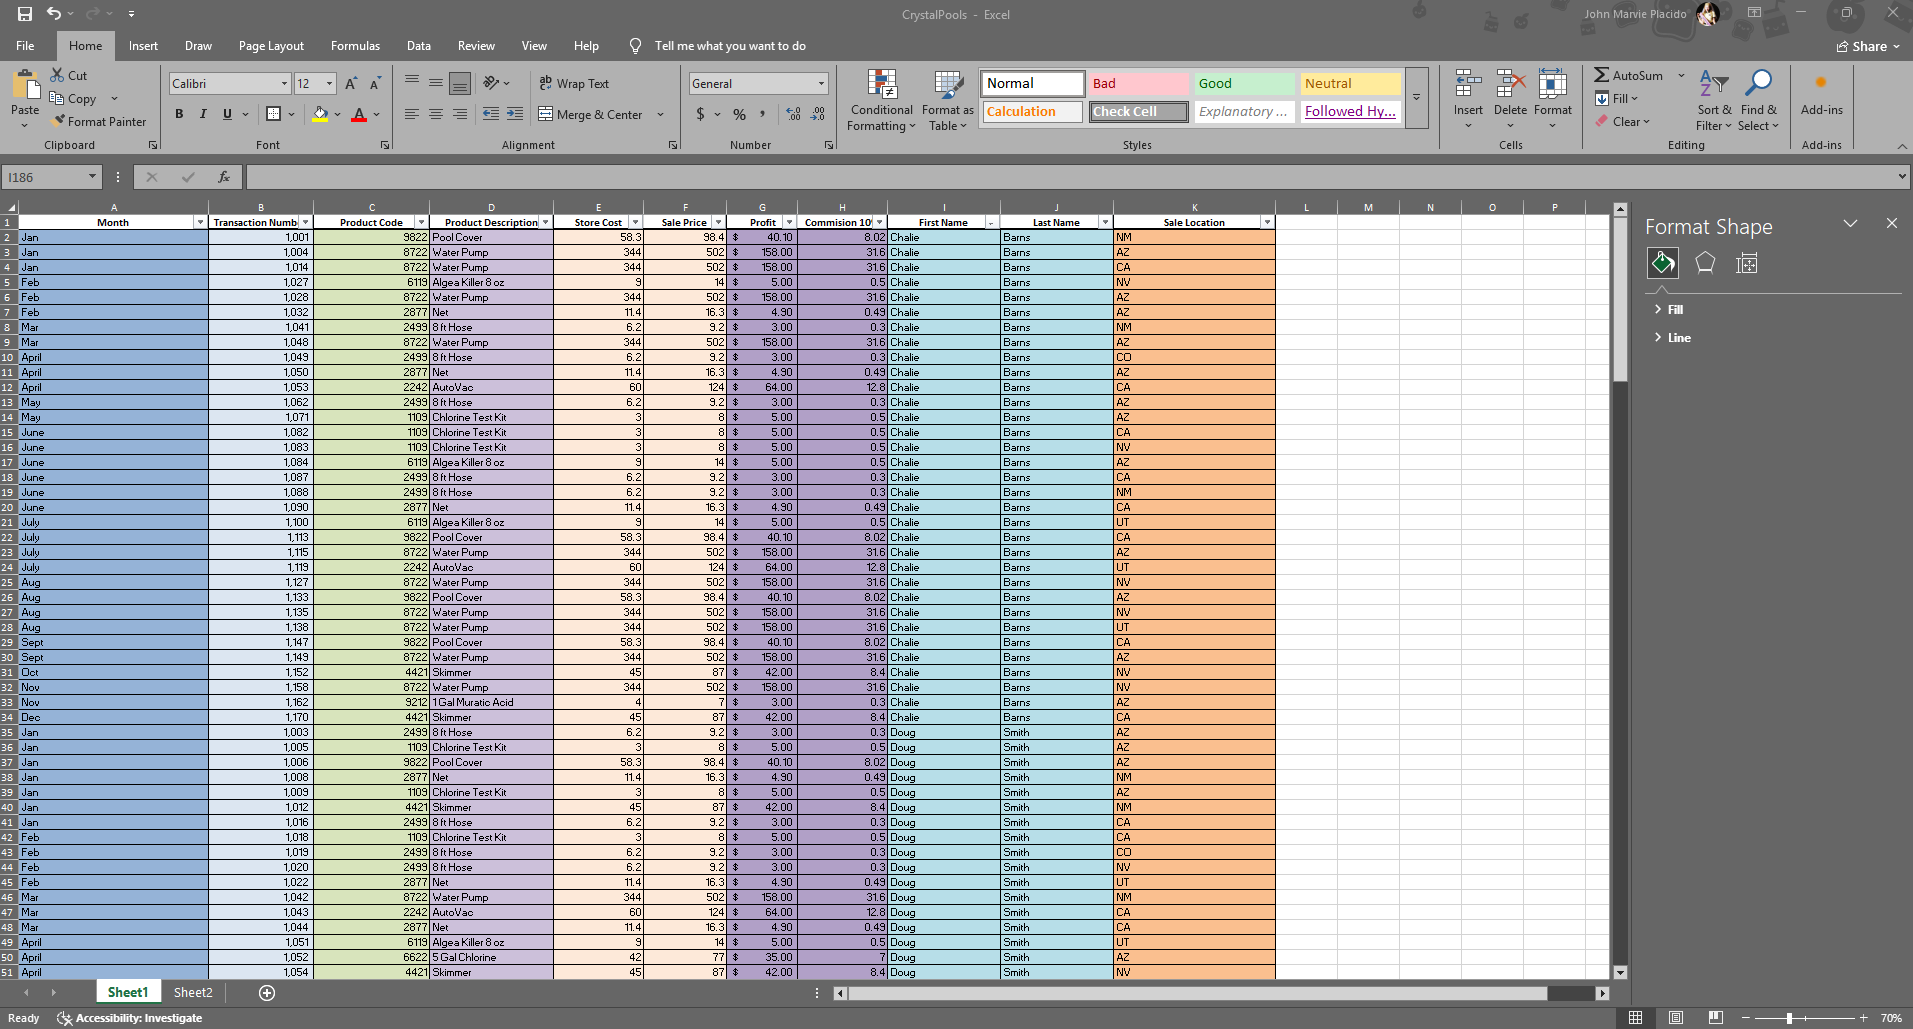 CrystalPools - Excel
John Marvie Placido
File Home Insert Draw Page Layout Formulas Data Review View Help Tell me what you want to do Share
Paste Cut Copy Format Painter Clipboard
Calibri 12 B I U Font
Wrap Text Merge & Center Alignment
General $ % , Number
Conditional Formatting Format as Table
Normal Bad Good Neutral
Calculation Check Cell Explanatory ... Followed Hy...
Styles
Insert Delete Format Cells
AutoSum Fill Clear Sort & Filter Find & Select Editing
Add-ins Add-ins
I186 fx
A B C D E F G H I J K L M N O P
1 Month Transaction Numb Product Code Product Description Store Cost Sale Price Profit Commision 10% First Name Last Name Sale Location
2 Jan 1,001 9822 Pool Cover 58.3 98.4 $ 40.10 8.02 Chalie Barns NM
3 Jan 1,004 8722 Water Pump 344 502 $ 158.00 31.6 Chalie Barns AZ
4 Jan 1,014 8722 Water Pump 344 502 $ 158.00 31.6 Chalie Barns CA
5 Feb 1,027 6119 Algea Killer 8 oz 9 14 $ 5.00 0.5 Chalie Barns NV
6 Feb 1,028 8722 Water Pump 344 502 $ 158.00 31.6 Chalie Barns AZ
7 Feb 1,032 2877 Net 11.4 16.3 $ 4.90 0.49 Chalie Barns AZ
8 Mar 1,041 2499 8 ft Hose 6.2 9.2 $ 3.00 0.3 Chalie Barns NM
9 Mar 1,048 8722 Water Pump 344 502 $ 158.00 31.6 Chalie Barns AZ
10 April 1,049 2499 8 ft Hose 6.2 9.2 $ 3.00 0.3 Chalie Barns CO
11 April 1,050 2877 Net 11.4 16.3 $ 4.90 0.49 Chalie Barns AZ
12 April 1,053 2242 AutoVac 60 124 $ 64.00 12.8 Chalie Barns CA
13 May 1,062 2499 8 ft Hose 6.2 9.2 $ 3.00 0.3 Chalie Barns AZ
14 May 1,071 1109 Chlorine Test Kit 3 8 $ 5.00 0.5 Chalie Barns AZ
15 June 1,082 1109 Chlorine Test Kit 3 8 $ 5.00 0.5 Chalie Barns CA
16 June 1,083 1109 Chlorine Test Kit 3 8 $ 5.00 0.5 Chalie Barns NV
17 June 1,084 6119 Algea Killer 8 oz 9 14 $ 5.00 0.5 Chalie Barns AZ
18 June 1,087 2499 8 ft Hose 6.2 9.2 $ 3.00 0.3 Chalie Barns CA
19 June 1,088 2499 8 ft Hose 6.2 9.2 $ 3.00 0.3 Chalie Barns NM
20 June 1,090 2877 Net 11.4 16.3 $ 4.90 0.49 Chalie Barns CA
21 July 1,100 6119 Algea Killer 8 oz 9 14 $ 5.00 0.5 Chalie Barns UT
22 July 1,113 9822 Pool Cover 58.3 98.4 $ 40.10 8.02 Chalie Barns CA
23 July 1,115 8722 Water Pump 344 502 $ 158.00 31.6 Chalie Barns AZ
24 July 1,119 2242 AutoVac 60 124 $ 64.00 12.8 Chalie Barns UT
25 Aug 1,127 8722 Water Pump 344 502 $ 158.00 31.6 Chalie Barns NV
26 Aug 1,133 9822 Pool Cover 58.3 98.4 $ 40.10 8.02 Chalie Barns AZ
27 Aug 1,135 8722 Water Pump 344 502 $ 158.00 31.6 Chalie Barns NV
28 Aug 1,138 8722 Water Pump 344 502 $ 158.00 31.6 Chalie Barns UT
29 Sept 1,147 9822 Pool Cover 58.3 98.4 $ 40.10 8.02 Chalie Barns CA
30 Sept 1,149 8722 Water Pump 344 502 $ 158.00 31.6 Chalie Barns AZ
31 Oct 1,152 4421 Skimmer 45 87 $ 42.00 8.4 Chalie Barns NV
32 Nov 1,158 8722 Water Pump 344 502 $ 158.00 31.6 Chalie Barns NV
33 Nov 1,162 9212 1 Gal Muratic Acid 4 7 $ 3.00 0.3 Chalie Barns AZ
34 Dec 1,170 4421 Skimmer 45 87 $ 42.00 8.4 Chalie Barns CA
35 Jan 1,003 2499 8 ft Hose 6.2 9.2 $ 3.00 0.3 Doug Smith AZ
36 Jan 1,005 1109 Chlorine Test Kit 3 8 $ 5.00 0.5 Doug Smith AZ
37 Jan 1,006 9822 Pool Cover 58.3 98.4 $ 40.10 8.02 Doug Smith AZ
38 Jan 1,008 2877 Net 11.4 16.3 $ 4.90 0.49 Doug Smith NM
39 Jan 1,009 1109 Chlorine Test Kit 3 8 $ 5.00 0.5 Doug Smith AZ
40 Jan 1,012 4421 Skimmer 45 87 $ 42.00 8.4 Doug Smith NM
41 Jan 1,016 2499 8 ft Hose 6.2 9.2 $ 3.00 0.3 Doug Smith CA
42 Feb 1,018 1109 Chlorine Test Kit 3 8 $ 5.00 0.5 Doug Smith CA
43 Feb 1,019 2499 8 ft Hose 6.2 9.2 $ 3.00 0.3 Doug Smith CO
44 Feb 1,020 2499 8 ft Hose 6.2 9.2 $ 3.00 0.3 Doug Smith NV
45 Feb 1,022 2877 Net 11.4 16.3 $ 4.90 0.49 Doug Smith UT
46 Mar 1,042 8722 Water Pump 344 502 $ 158.00 31.6 Doug Smith NM
47 Mar 1,043 2242 AutoVac 60 124 $ 64.00 12.8 Doug Smith CA
48 Mar 1,044 2877 Net 11.4 16.3 $ 4.90 0.49 Doug Smith CA
49 April 1,051 6119 Algea Killer 8 oz 9 14 $ 5.00 0.5 Doug Smith UT
50 April 1,052 6622 5 Gal Chlorine 42 77 $ 35.00 7 Doug Smith AZ
51 April 1,054 4421 Skimmer 45 87 $ 42.00 8.4 Doug Smith NV
Format Shape
Fill
Line
Sheet1 Sheet2
Ready Accessibility: Investigate 70%